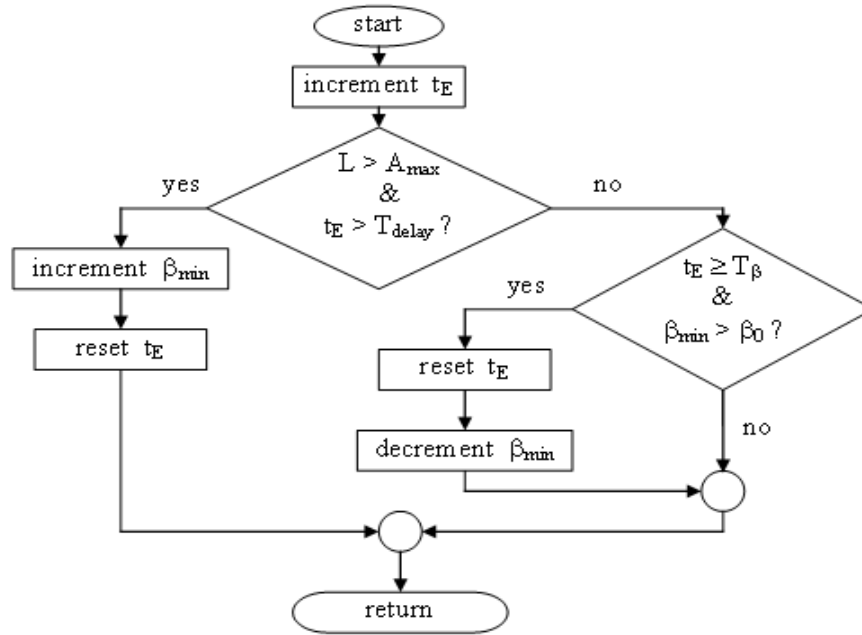 start
increment tE
L > Amax
&
tE > Tdelay ?
yes
no
increment βmin
reset tE
tE ≥ Tβ
&
βmin > β0 ?
yes
no
reset tE
decrement βmin
return